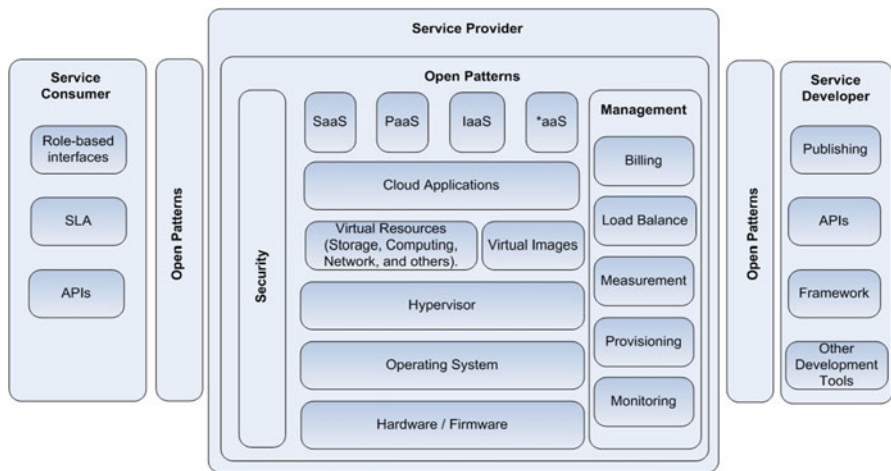 Service Provider
Service
Consumer
Role-based
interfaces
SLA
APIs
Open Patterns
Open Patterns
Security
SaaS
PaaS
IaaS
*aaS
Cloud Applications
Virtual Resources
(Storage, Computing,
Network, and others).
Virtual Images
Hypervisor
Operating System
Hardware / Firmware
Management
Billing
Load Balance
Measurement
Provisioning
Monitoring
Open Patterns
Service
Developer
Publishing
APIs
Framework
Other
Development
Tools